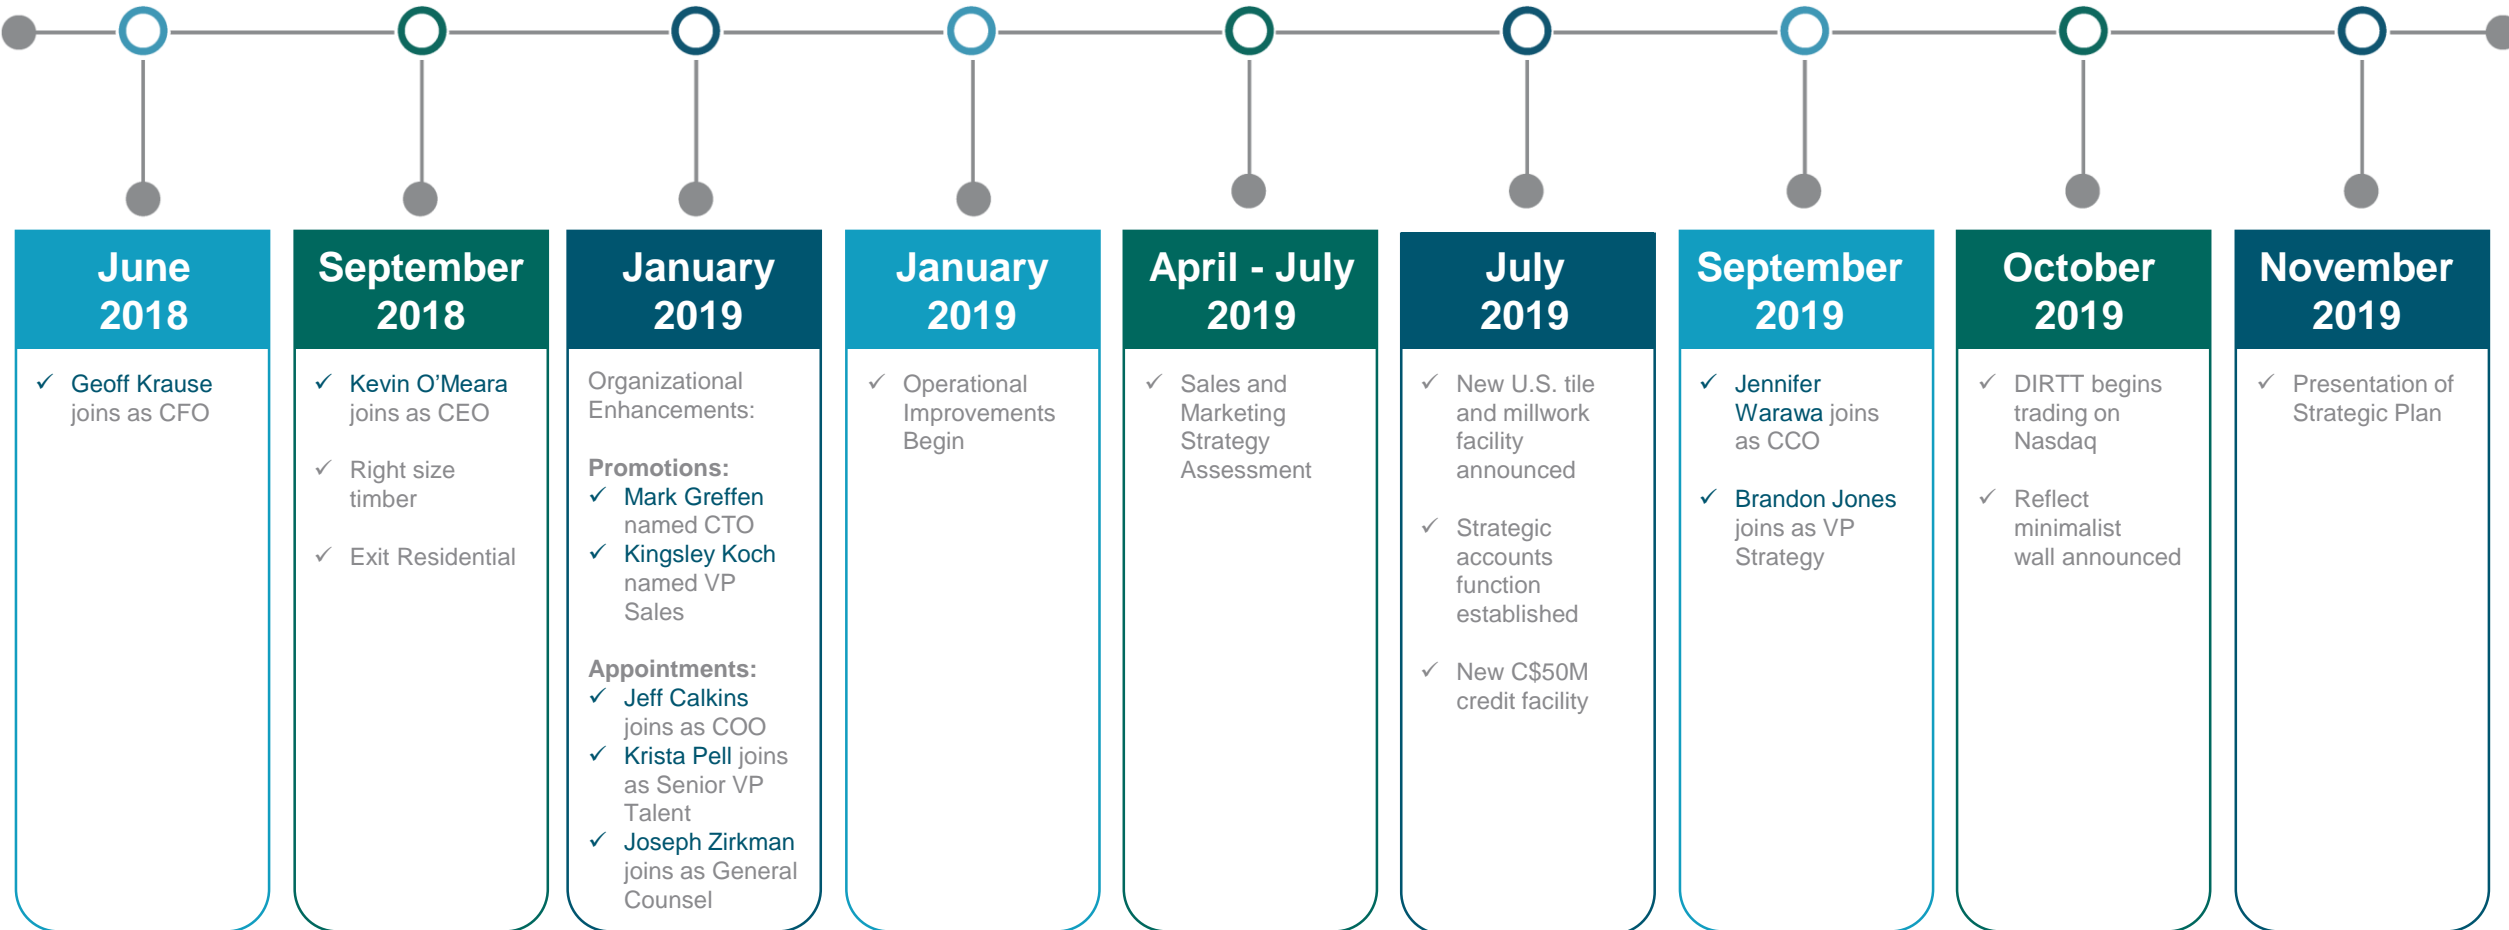 June
2018
✓ Geoff Krause
joins as CFO
September
2018
✓ Kevin O’Meara
joins as CEO
✓ Right size
timber
✓ Exit Residential
January
2019
Organizational
Enhancements:
Promotions:
✓ Mark Greffen
named CTO
✓ Kingsley Koch
named VP
Sales
Appointments:
✓ Jeff Calkins
joins as COO
✓ Krista Pell joins
as Senior VP
Talent
✓ Joseph Zirkman
joins as General
Counsel
January
2019
✓ Operational
Improvements
Begin
April - July
2019
✓ Sales and
Marketing
Strategy
Assessment
July
2019
✓ New U.S. tile
and millwork
facility
announced
✓ Strategic
accounts
function
established
✓ New C$50M
credit facility
September
2019
✓ Jennifer
Warawa joins
as CCO
✓ Brandon Jones
joins as VP
Strategy
October
2019
✓ DIRTT begins
trading on
Nasdaq
✓ Reflect
minimalist
wall announced
November
2019
✓ Presentation of
Strategic Plan